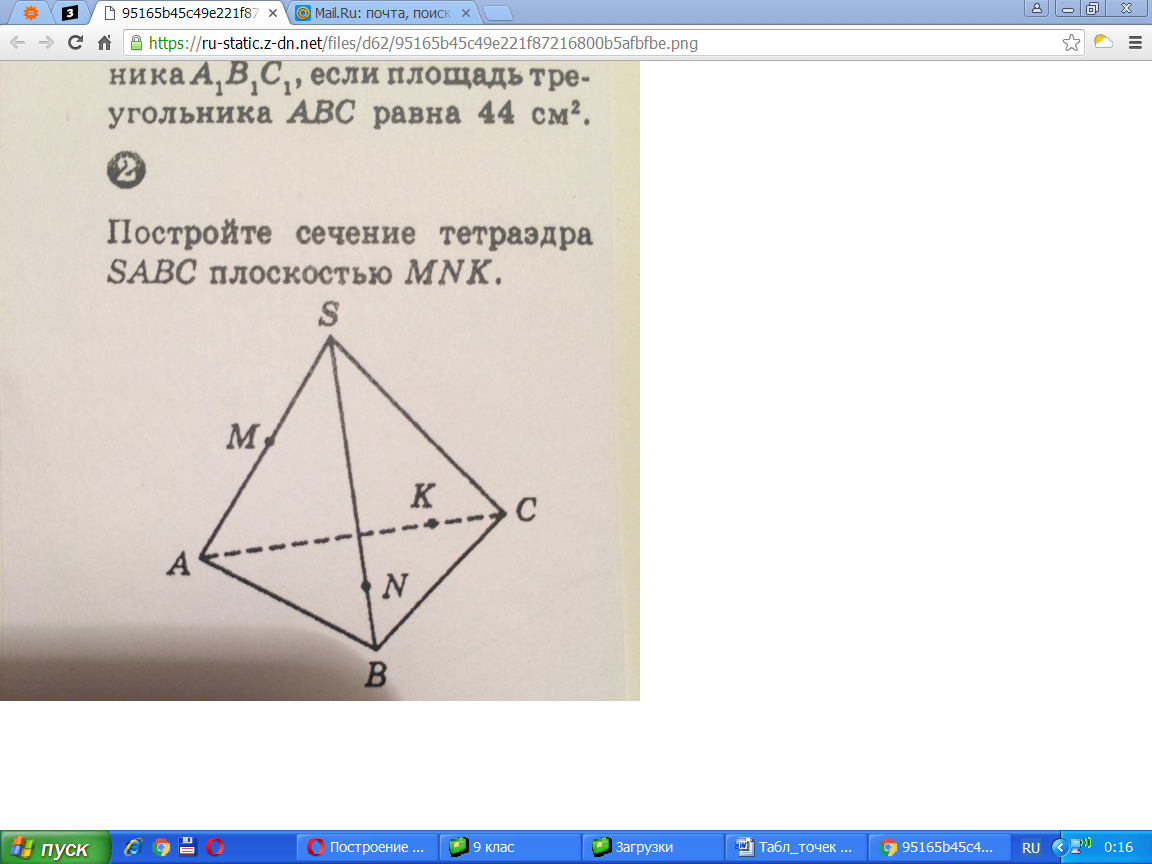 95165b45c49e221f87
Mail.Ru: почта, поиск
https://ru-static.z-dn.net/files/d62/95165b45c49e221f87216800b5afbfbe.png
ника A₁B₁C₁, если площадь тре-
угольника ABC равна 44 см².
2
Постройте сечение тетраэдра
SABC плоскостью MNK.
S
M
K
C
A
N
B
пуск
Построение ...
9 клас
Загрузки
Табл_точек ...
95165b45c4...
RU
0:16